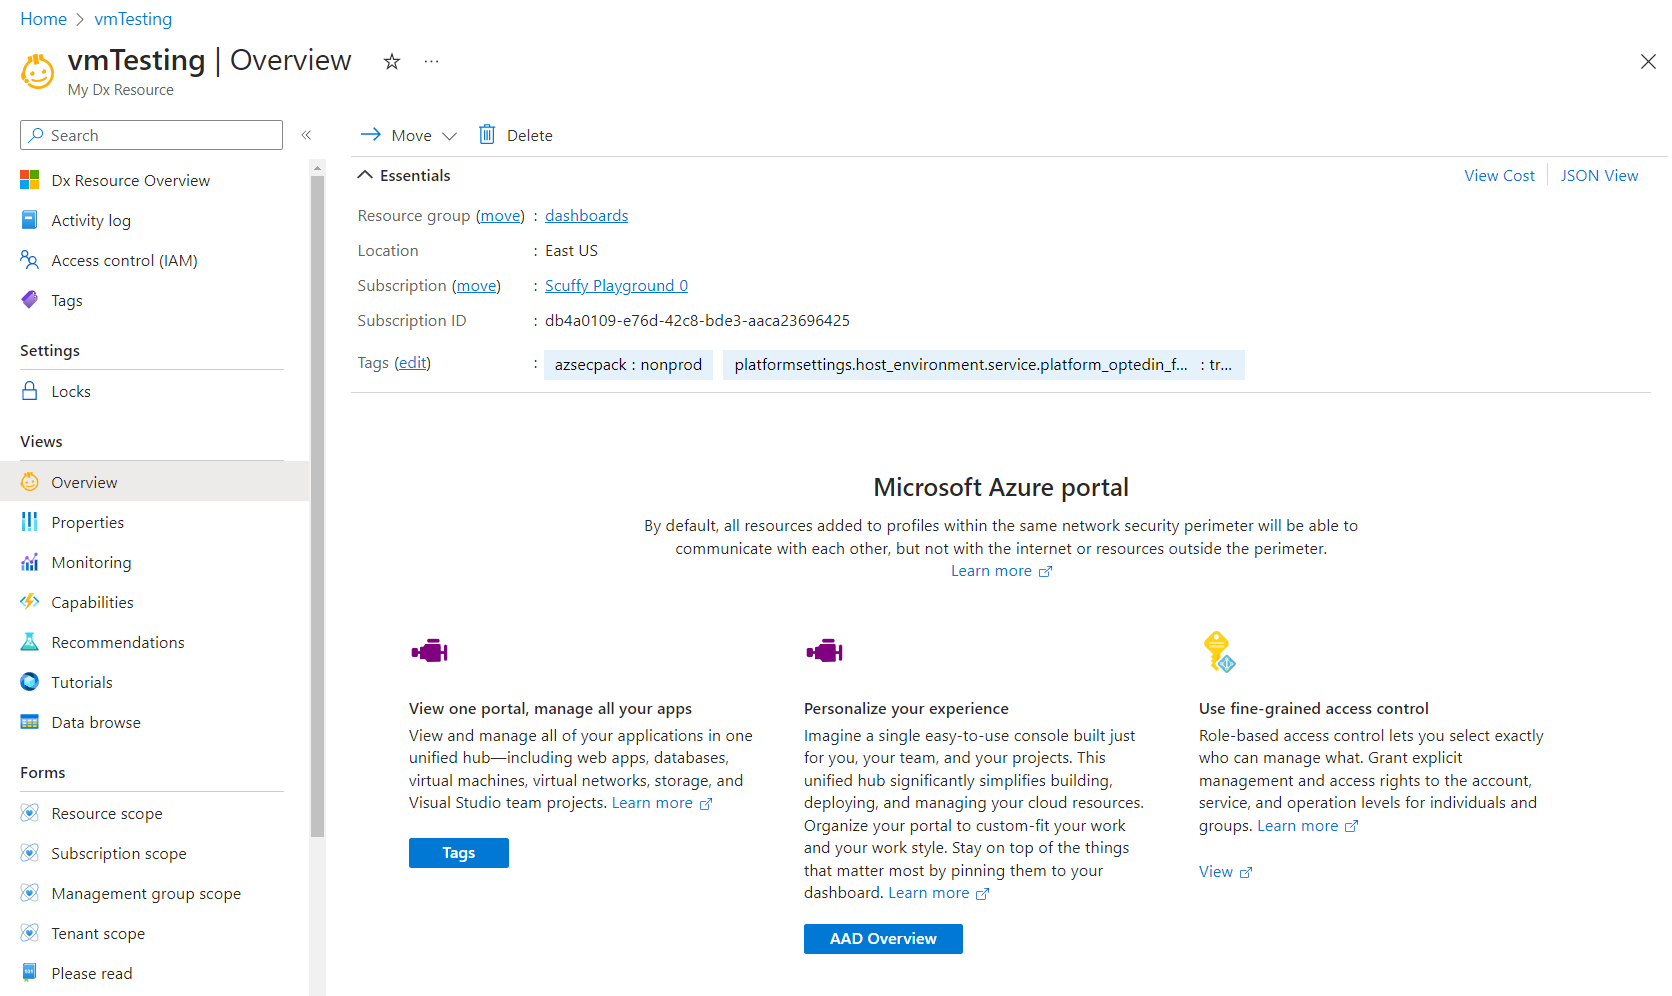 Home > vmTesting
vmTesting | Overview ...
My Dx Resource
Search «
Dx Resource Overview
Activity log
Access control (IAM)
Tags
Settings
Locks
Views
Overview
Properties
Monitoring
Capabilities
Recommendations
Tutorials
Data browse
Forms
Resource scope
Subscription scope
Management group scope
Tenant scope
Please read
Move Delete
Essentials View Cost JSON View
Resource group (move) : dashboards
Location : East US
Subscription (move) : Scuffy Playground 0
Subscription ID : db4a0109-e76d-42c8-bde3-aaca23696425
Tags (edit) : azsecpack : nonprod platformsettings.host_environment.service.platform_optedin_f... : tr...
Microsoft Azure portal
By default, all resources added to profiles within the same network security perimeter will be able to
communicate with each other, but not with the internet or resources outside the perimeter.
Learn more
View one portal, manage all your apps
View and manage all of your applications in one
unified hub—including web apps, databases,
virtual machines, virtual networks, storage, and
Visual Studio team projects. Learn more
Tags
Personalize your experience
Imagine a single easy-to-use console built just
for you, your team, and your projects. This
unified hub significantly simplifies building,
deploying, and managing your cloud resources.
Organize your portal to custom-fit your work
and your work style. Stay on top of the things
that matter most by pinning them to your
dashboard. Learn more
AAD Overview
Use fine-grained access control
Role-based access control lets you select exactly
who can manage what. Grant explicit
management and access rights to the account,
service, and operation levels for individuals and
groups. Learn more
View